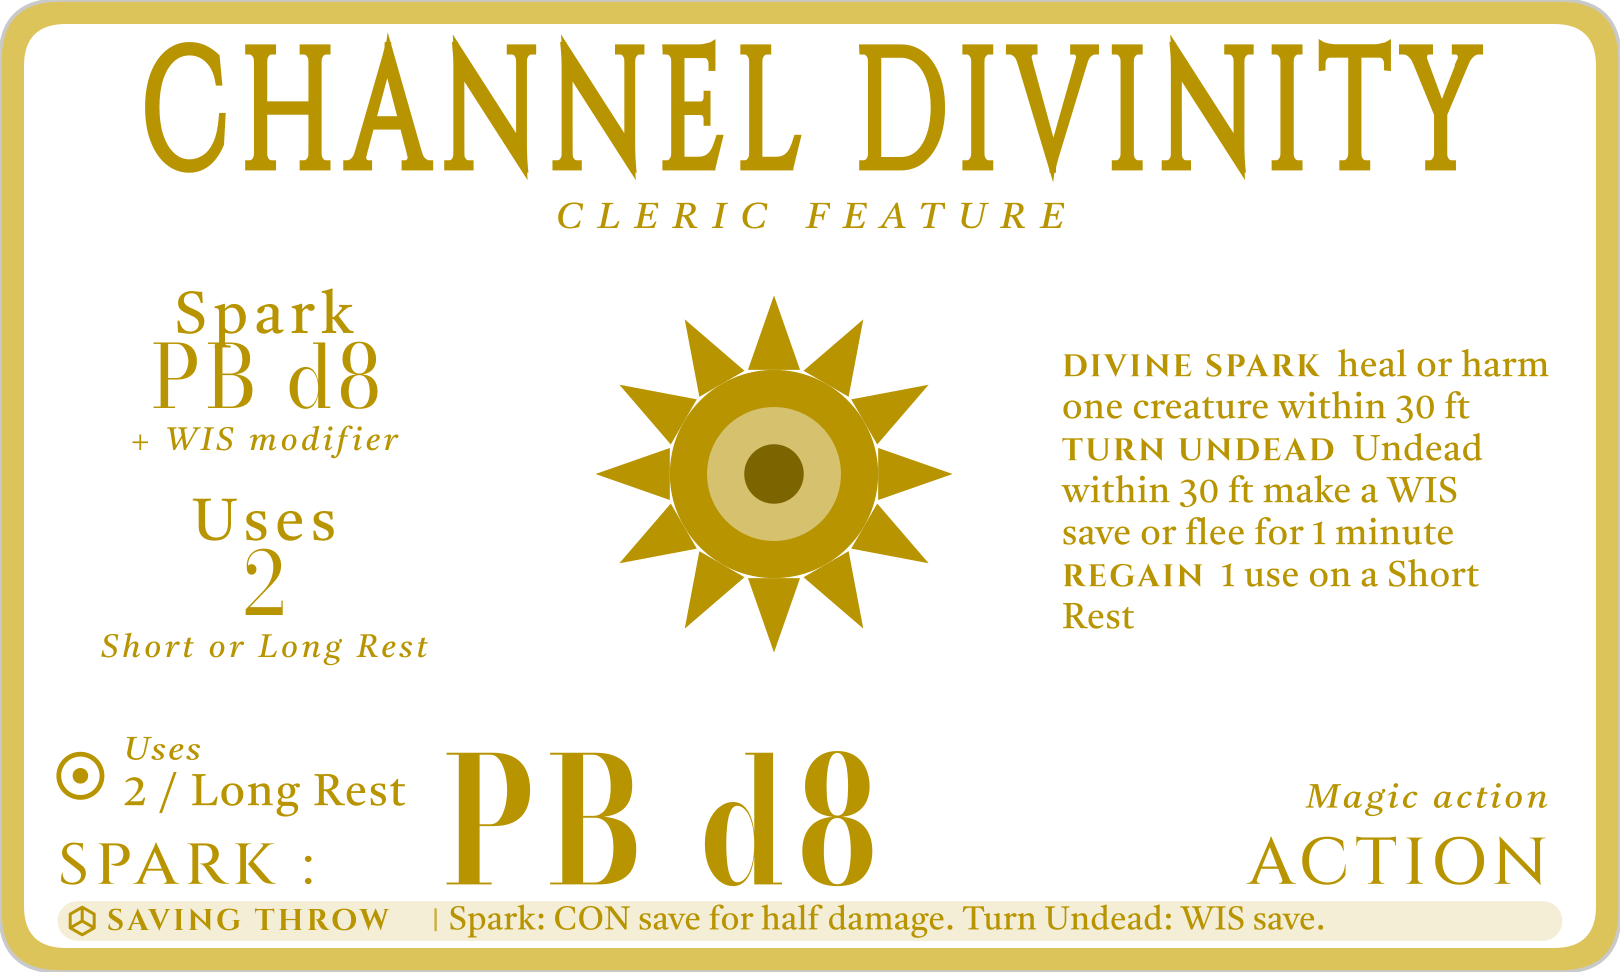 CHANNEL DIVINITY
CLERIC FEATURE
Spark
PB d8
+ WIS modifier
Uses
2
Short or Long Rest
DIVINE SPARK heal or harm
one creature within 30 ft
TURN UNDEAD Undead
within 30 ft make a WIS
save or flee for 1 minute
REGAIN 1 use on a Short
Rest
Uses
2 / Long Rest
SPARK :
PB d8
Magic action
ACTION
SAVING THROW | Spark: CON save for half damage. Turn Undead: WIS save.